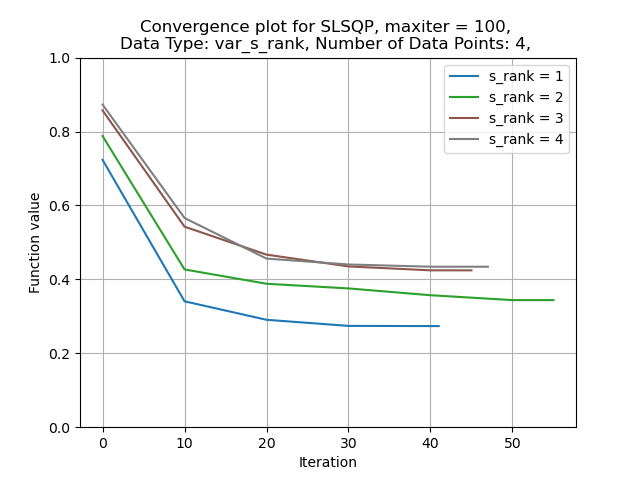 Convergence plot for SLSQP, maxiter = 100,
Data Type: var_s_rank, Number of Data Points: 4,
1.0
0.8
0.6
0.4
0.2
0.0
Function value
s_rank = 1
s_rank = 2
s_rank = 3
s_rank = 4
0 10 20 30 40 50
Iteration